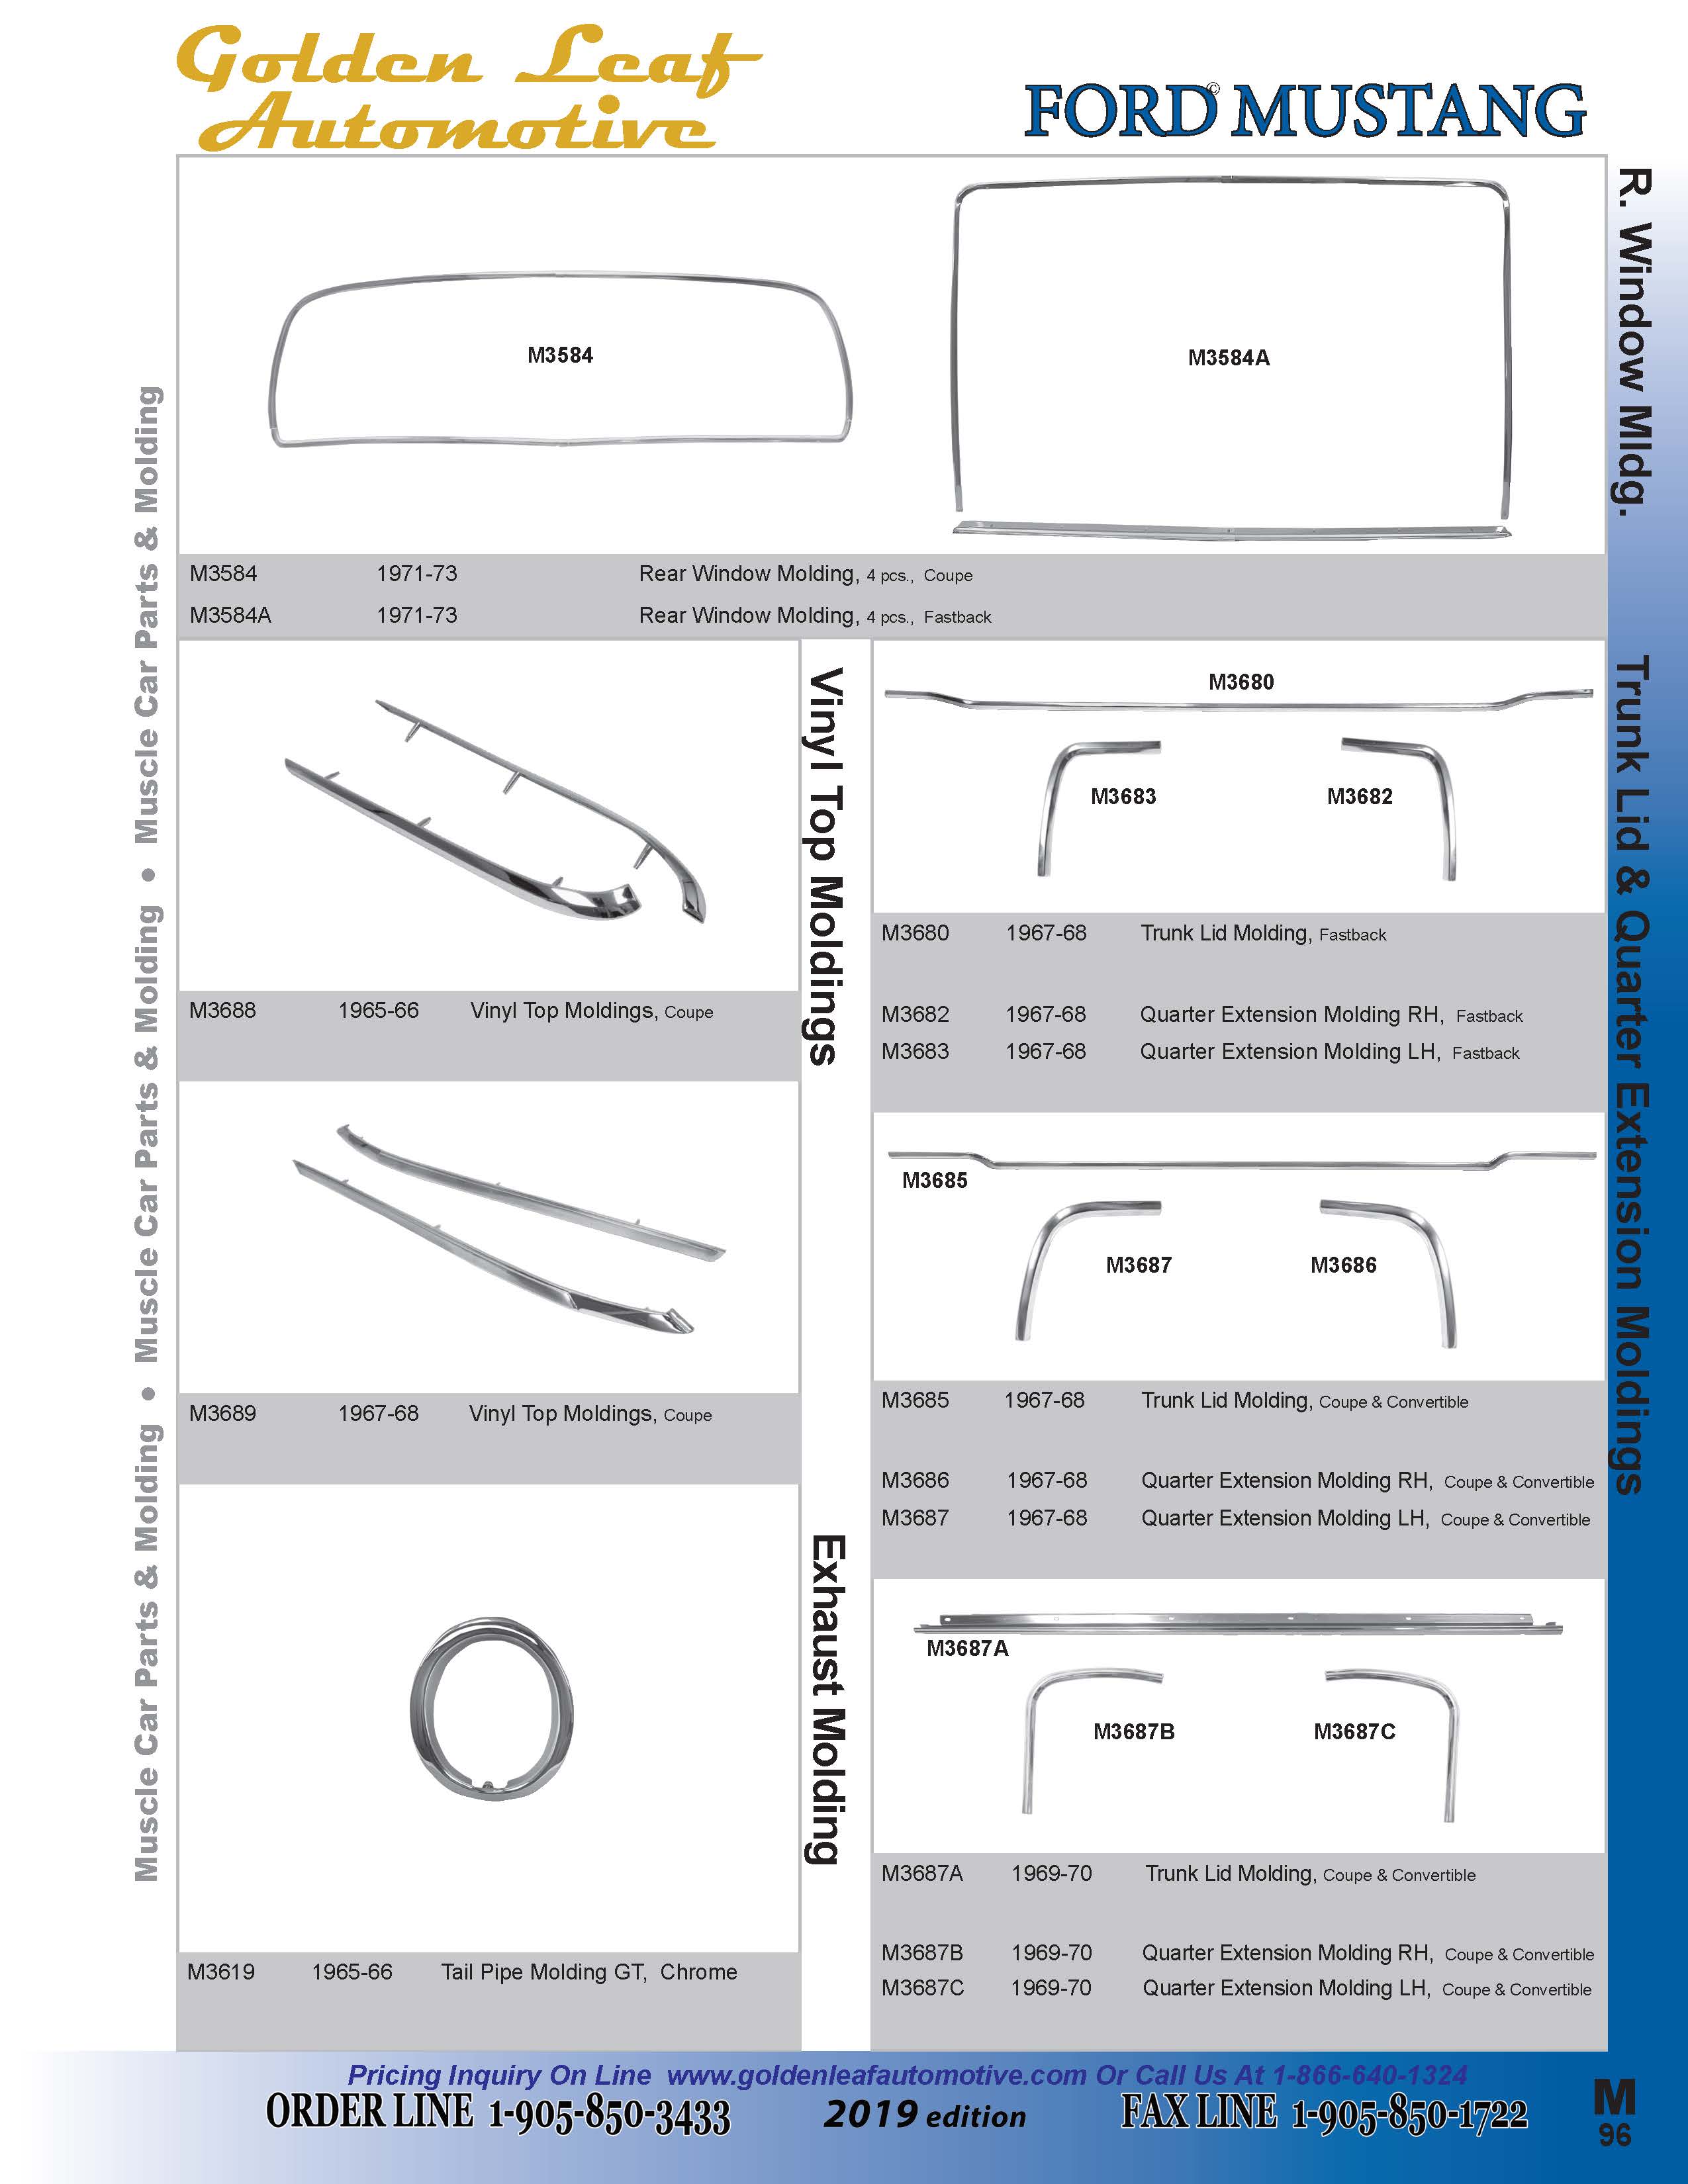 Golden Leaf
Automotive
FORD© MUSTANG
R. Window Mldg.
M3584
M3584A
M3584 1971-73 Rear Window Molding, 4 pcs., Coupe
M3584A 1971-73 Rear Window Molding, 4 pcs., Fastback
Muscle Car Parts & Molding • Muscle Car Parts & Molding • Muscle Car Parts & Molding
Vinyl Top Moldings
M3688 1965-66 Vinyl Top Moldings, Coupe
M3689 1967-68 Vinyl Top Moldings, Coupe
Exhaust Molding
M3619 1965-66 Tail Pipe Molding GT, Chrome
Trunk Lid & Quarter Extension Moldings
M3680
M3683
M3682
M3680 1967-68 Trunk Lid Molding, Fastback
M3682 1967-68 Quarter Extension Molding RH, Fastback
M3683 1967-68 Quarter Extension Molding LH, Fastback
M3685
M3687
M3686
M3685 1967-68 Trunk Lid Molding, Coupe & Convertible
M3686 1967-68 Quarter Extension Molding RH, Coupe & Convertible
M3687 1967-68 Quarter Extension Molding LH, Coupe & Convertible
M3687A
M3687B
M3687C
M3687A 1969-70 Trunk Lid Molding, Coupe & Convertible
M3687B 1969-70 Quarter Extension Molding RH, Coupe & Convertible
M3687C 1969-70 Quarter Extension Molding LH, Coupe & Convertible
Pricing Inquiry On Line www.goldenleafautomotive.com Or Call Us At 1-866-640-1324
ORDER LINE 1-905-850-3433
2019 edition
FAX LINE 1-905-850-1722
M
96